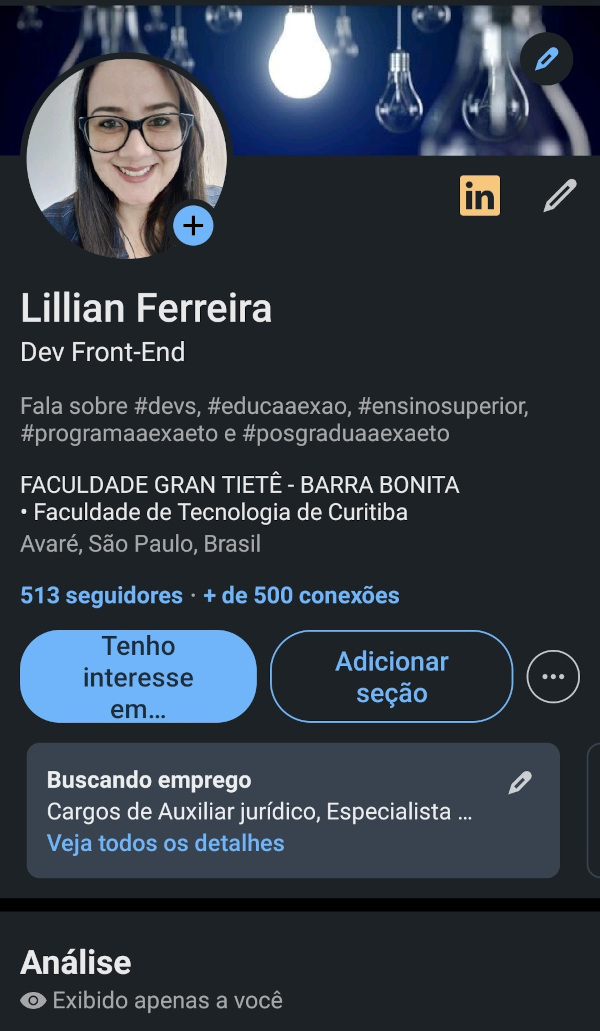 in
Lillian Ferreira
Dev Front-End
Fala sobre #devs, #educaaexao, #ensinosuperior,
#programaaexaeto e #posgraduaaexaeto
FACULDADE GRAN TIETÊ - BARRA BONITA
• Faculdade de Tecnologia de Curitiba
Avaré, São Paulo, Brasil
513 seguidores · + de 500 conexões
Tenho
interesse
em...
Adicionar
seção
Buscando emprego
Cargos de Auxiliar jurídico, Especialista ...
Veja todos os detalhes
Análise
Exibido apenas a você